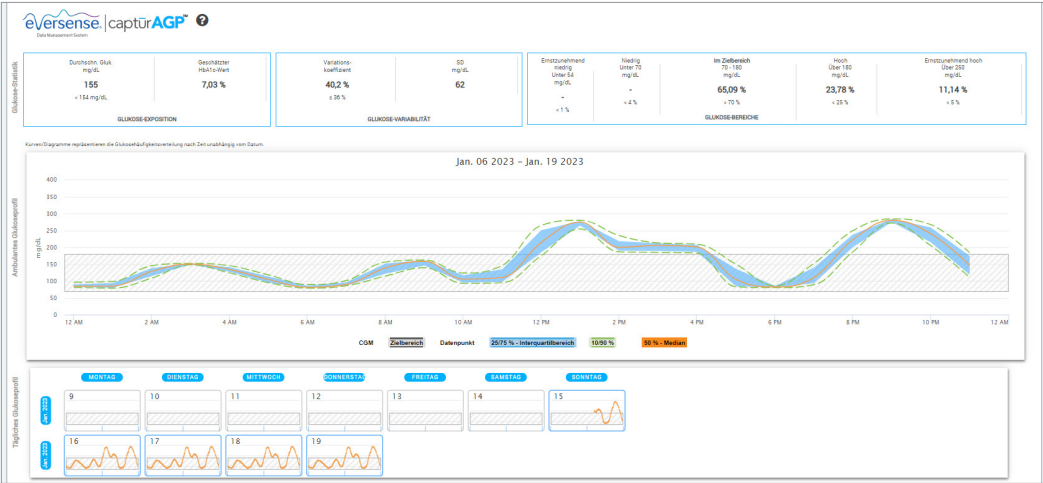 eversense. | captūrAGP™ ?
Data Management System
Glukose-Statistik
Durchschn. Gluk.
mg/dL
155
< 154 mg/dL
Geschätzter
HbA1c-Wert
7,03 %
GLUKOSE-EXPOSITION
Variations-
koeffizient
40,2 %
≤ 36 %
SD
mg/dL
62
GLUKOSE-VARIABILITÄT
Ernstzunehmend
niedrig
Unter 54
mg/dL
-
< 1 %
Niedrig
Unter 70
mg/dL
-
< 4 %
Im Zielbereich
70 - 180
mg/dL
65,09 %
> 70 %
Hoch
Über 180
mg/dL
23,78 %
< 25 %
Ernstzunehmend hoch
Über 250
mg/dL
11,14 %
< 5 %
GLUKOSE-BEREICHE
Kurven/Diagramme repräsentieren die Glukosehäufigkeitsverteilung nach Zeit unabhängig vom Datum.
Ambulantes Glukoseprofil
Jan. 06 2023 – Jan. 19 2023
mg/dL
400
350
300
250
200
150
100
50
0
12 AM 2 AM 4 AM 6 AM 8 AM 10 AM 12 PM 2 PM 4 PM 6 PM 8 PM 10 PM 12 AM
CGM Zielbereich Datenpunkt 25/75 % - Interquartilbereich 10/90 % 50 % - Median
Tägliches Glukoseprofil
MONTAG DIENSTAG MITTWOCH DONNERSTAG FREITAG SAMSTAG SONNTAG
Jan. 2023
9 10 11 12 13 14 15
Jan. 2023
16 17 18 19